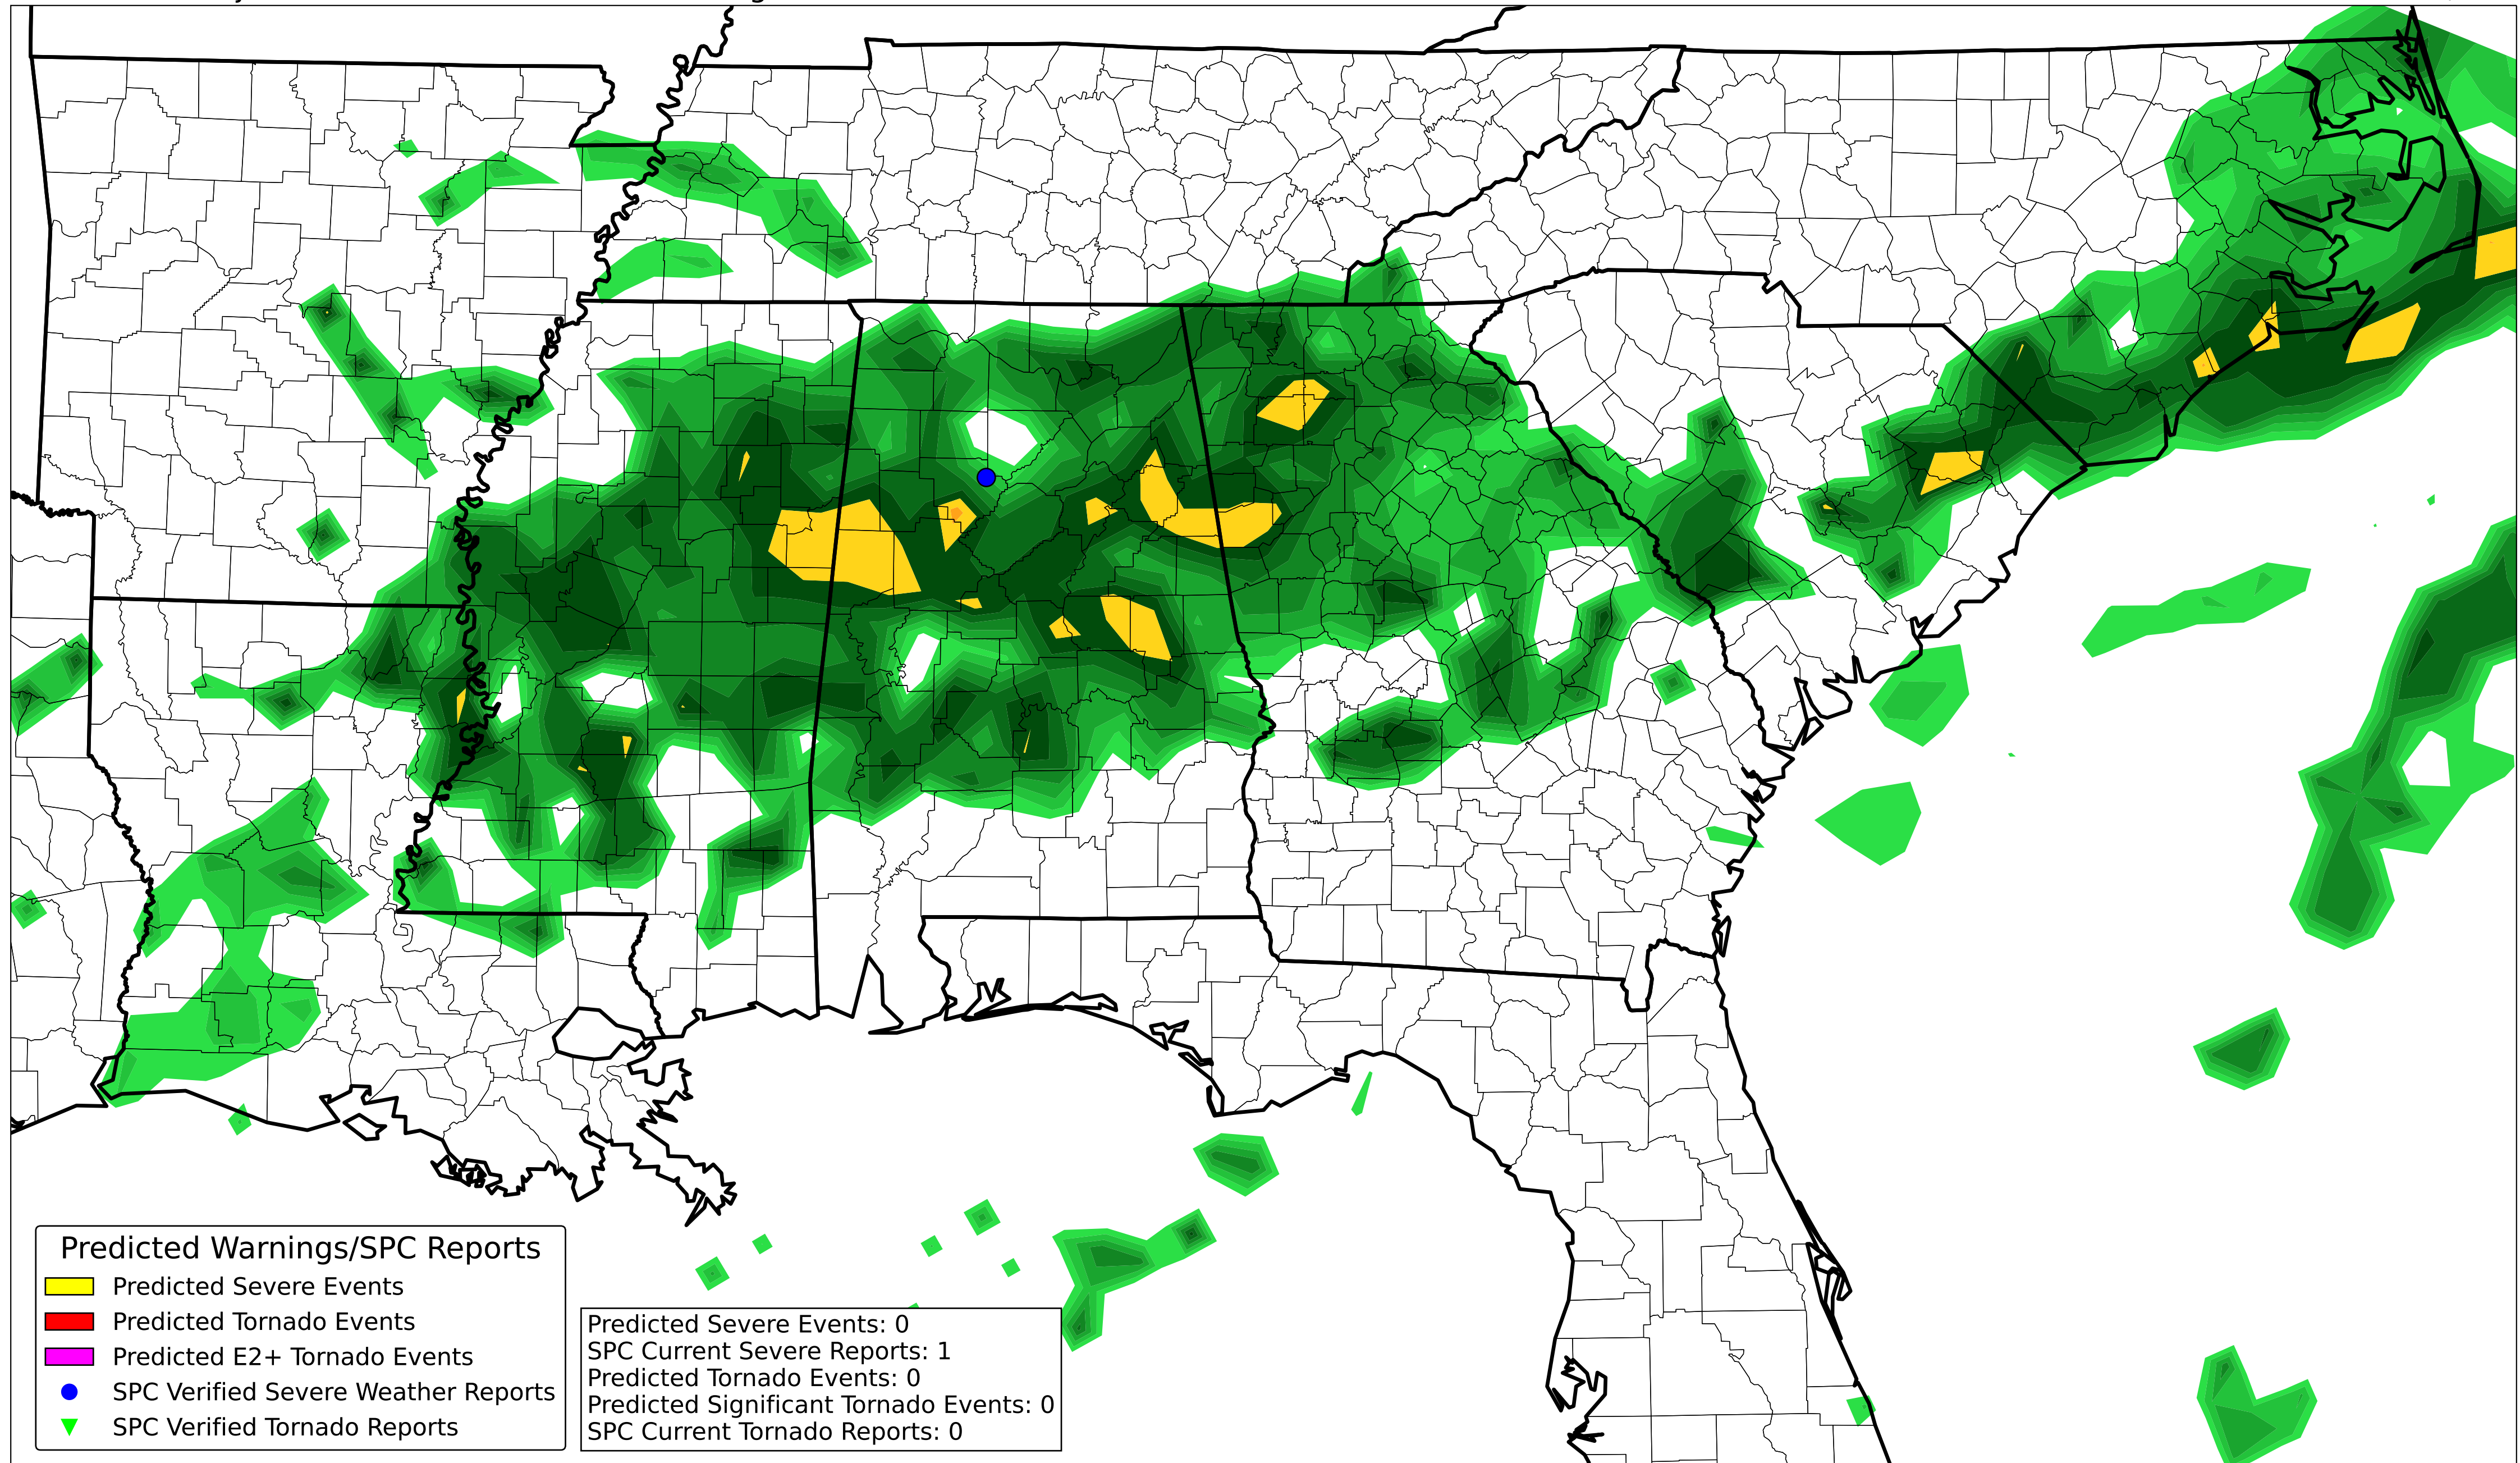 Predicted Warnings/SPC Reports
Predicted Severe Events
Predicted Tornado Events
Predicted E2+ Tornado Events
SPC Verified Severe Weather Reports
SPC Verified Tornado Reports
Predicted Severe Events: 0
SPC Current Severe Reports: 1
Predicted Tornado Events: 0
Predicted Significant Tornado Events: 0
SPC Current Tornado Reports: 0